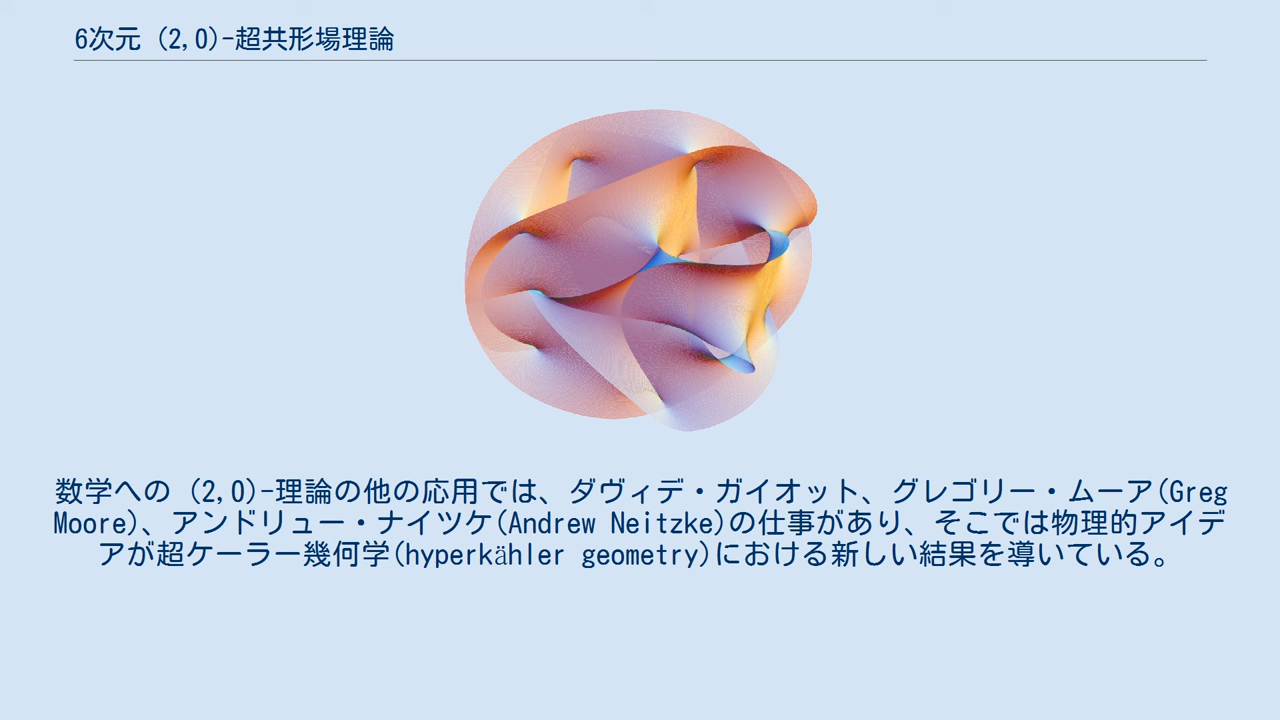 6次元 (2,0)-超共形場理論
数学への (2,0)-理論の他の応用では、ダヴィデ・ガイオット、グレゴリー・ムーア(Greg
Moore)、アンドリュー・ナイツケ(Andrew Neitzke)の仕事があり、そこでは物理的アイデ
アが超ケーラー幾何学(hyperkähler geometry)における新しい結果を導いている。